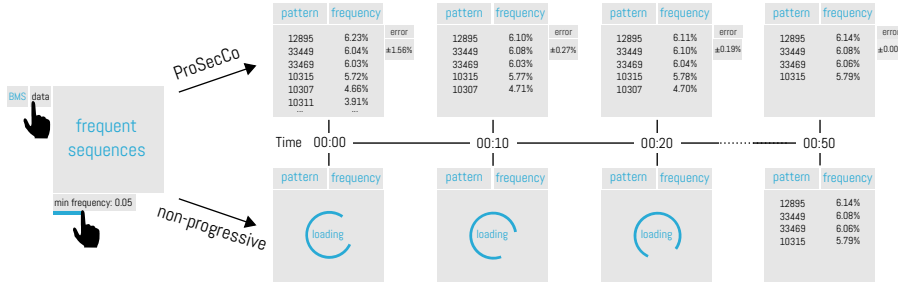 BMS data
frequent
sequences
min frequency: 0.05
ProSecCo
non-progressive
pattern frequency
12895 6.23%
33449 6.04%
33469 6.03%
10315 5.72%
10307 4.66%
10311 3.91%
... ...
error
±1.56%
pattern frequency
12895 6.10%
33449 6.08%
33469 6.03%
10315 5.77%
10307 4.71%
error
±0.27%
pattern frequency
12895 6.11%
33449 6.10%
33469 6.04%
10315 5.78%
10307 4.70%
error
±0.19%
pattern frequency
12895 6.14%
33449 6.08%
33469 6.06%
10315 5.79%
error
±0.00
Time 00:00 00:10 00:20 00:50
pattern frequency
loading
pattern frequency
loading
pattern frequency
loading
pattern frequency
12895 6.14%
33449 6.08%
33469 6.06%
10315 5.79%